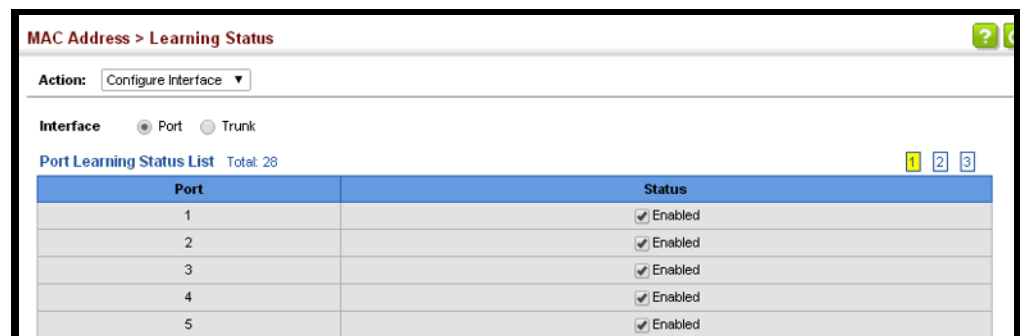 MAC Address > Learning Status
?
Action: Configure Interface
Interface Port Trunk
Port Learning Status List Total: 28 1 2 3
Port Status
1 Enabled
2 Enabled
3 Enabled
4 Enabled
5 Enabled